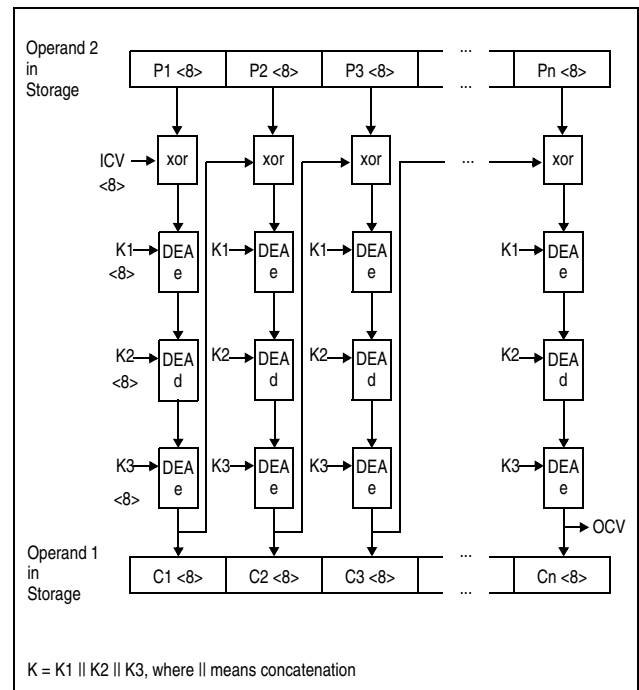 Operand 2
in
Storage
P1 <8> P2 <8> P3 <8> ... ... Pn <8>
ICV
<8>
xor xor xor ... xor
K1
<8>
DEA
e
K1 DEA
e
K1 DEA
e
K1 DEA
e
K2
<8>
DEA
d
K2 DEA
d
K2 DEA
d
K2 DEA
d
K3
<8>
DEA
e
K3 DEA
e
K3 DEA
e
K3 DEA
e
OCV
Operand 1
in
Storage
C1 <8> C2 <8> C3 <8> ... ... Cn <8>
K = K1 || K2 || K3, where || means concatenation